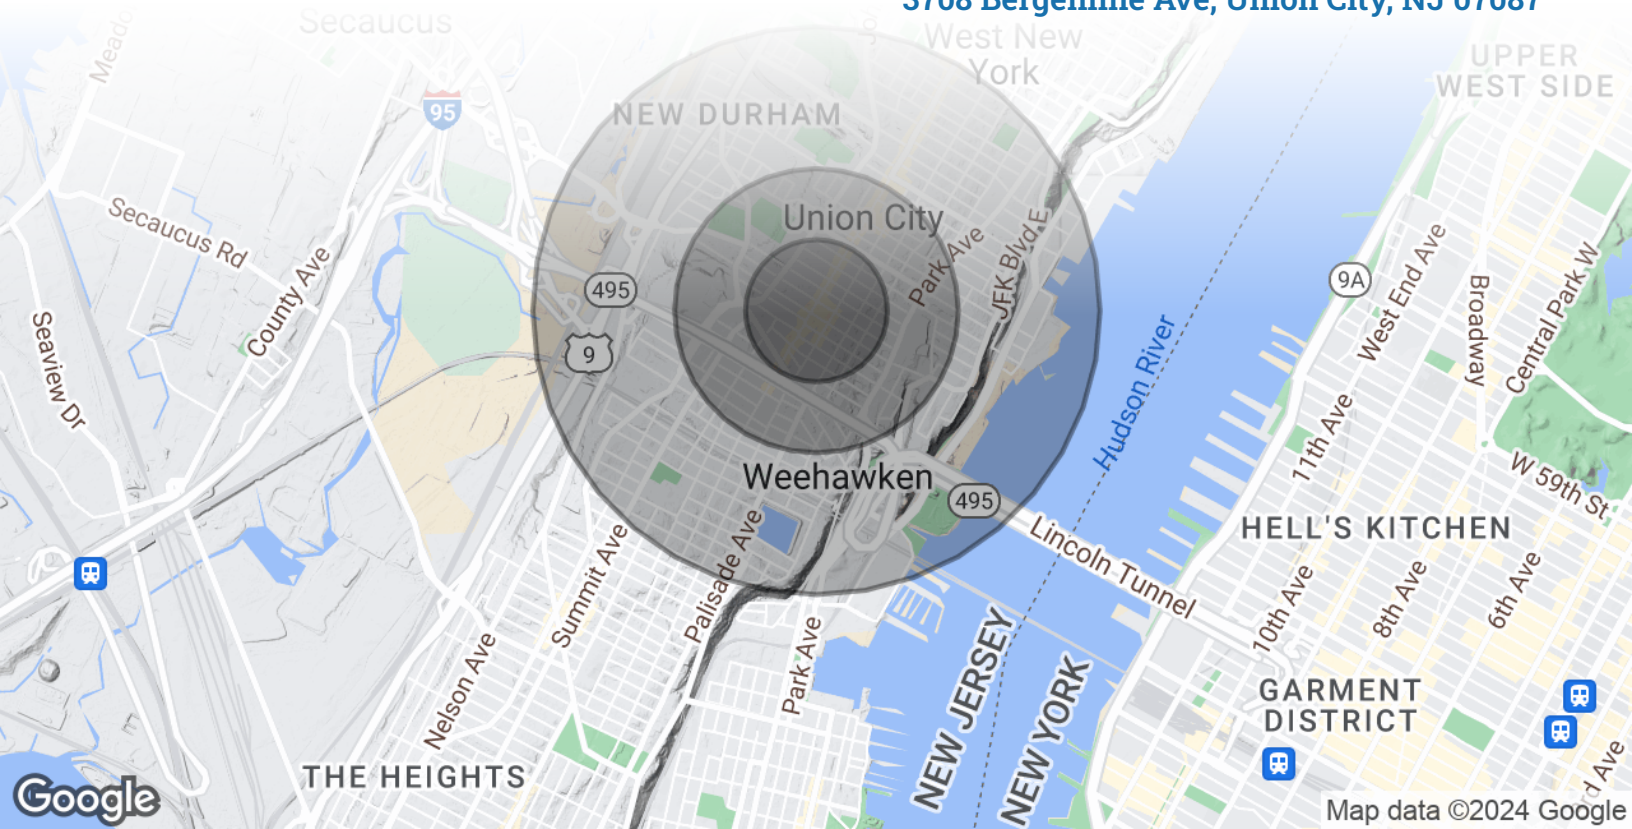 3708 Bergenline Ave, Union City, NJ 07087
Secaucus
West New
York
UPPER
WEST SIDE
95
NEW DURHAM
Secaucus Rd
Union City
Park Ave
JFK Blvd E
County Ave
495
9
9A
West End Ave
Broadway
Central Park W
Seaview Dr
Hudson River
11th Ave
W 59th St
Weehawken
495
Lincoln Tunnel
HELL'S KITCHEN
Summit Ave
Palisade Ave
10th Ave
8th Ave
6th Ave
Nelson Ave
Park Ave
NEW JERSEY
NEW YORK
GARMENT
DISTRICT
THE HEIGHTS
Google
Map data ©2024 Google